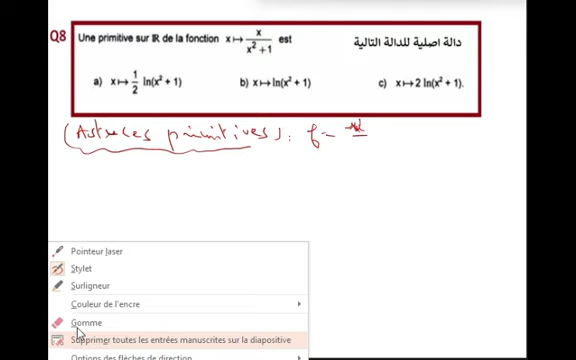 Q8 Une primitive sur ℝ de la fonction x ↦ x/(x² + 1) est دالة اصلية للدالة التالية
a) x ↦ 1/2 ln(x² + 1) b) x ↦ ln(x² + 1) c) x ↦ 2 ln(x² + 1).
(Astuces primitives): f =
Pointeur laser
Stylet
Surligneur
Couleur de l'encre
Gomme
Supprimer toutes les entrées manuscrites sur la diapositive
Options des flèches de direction